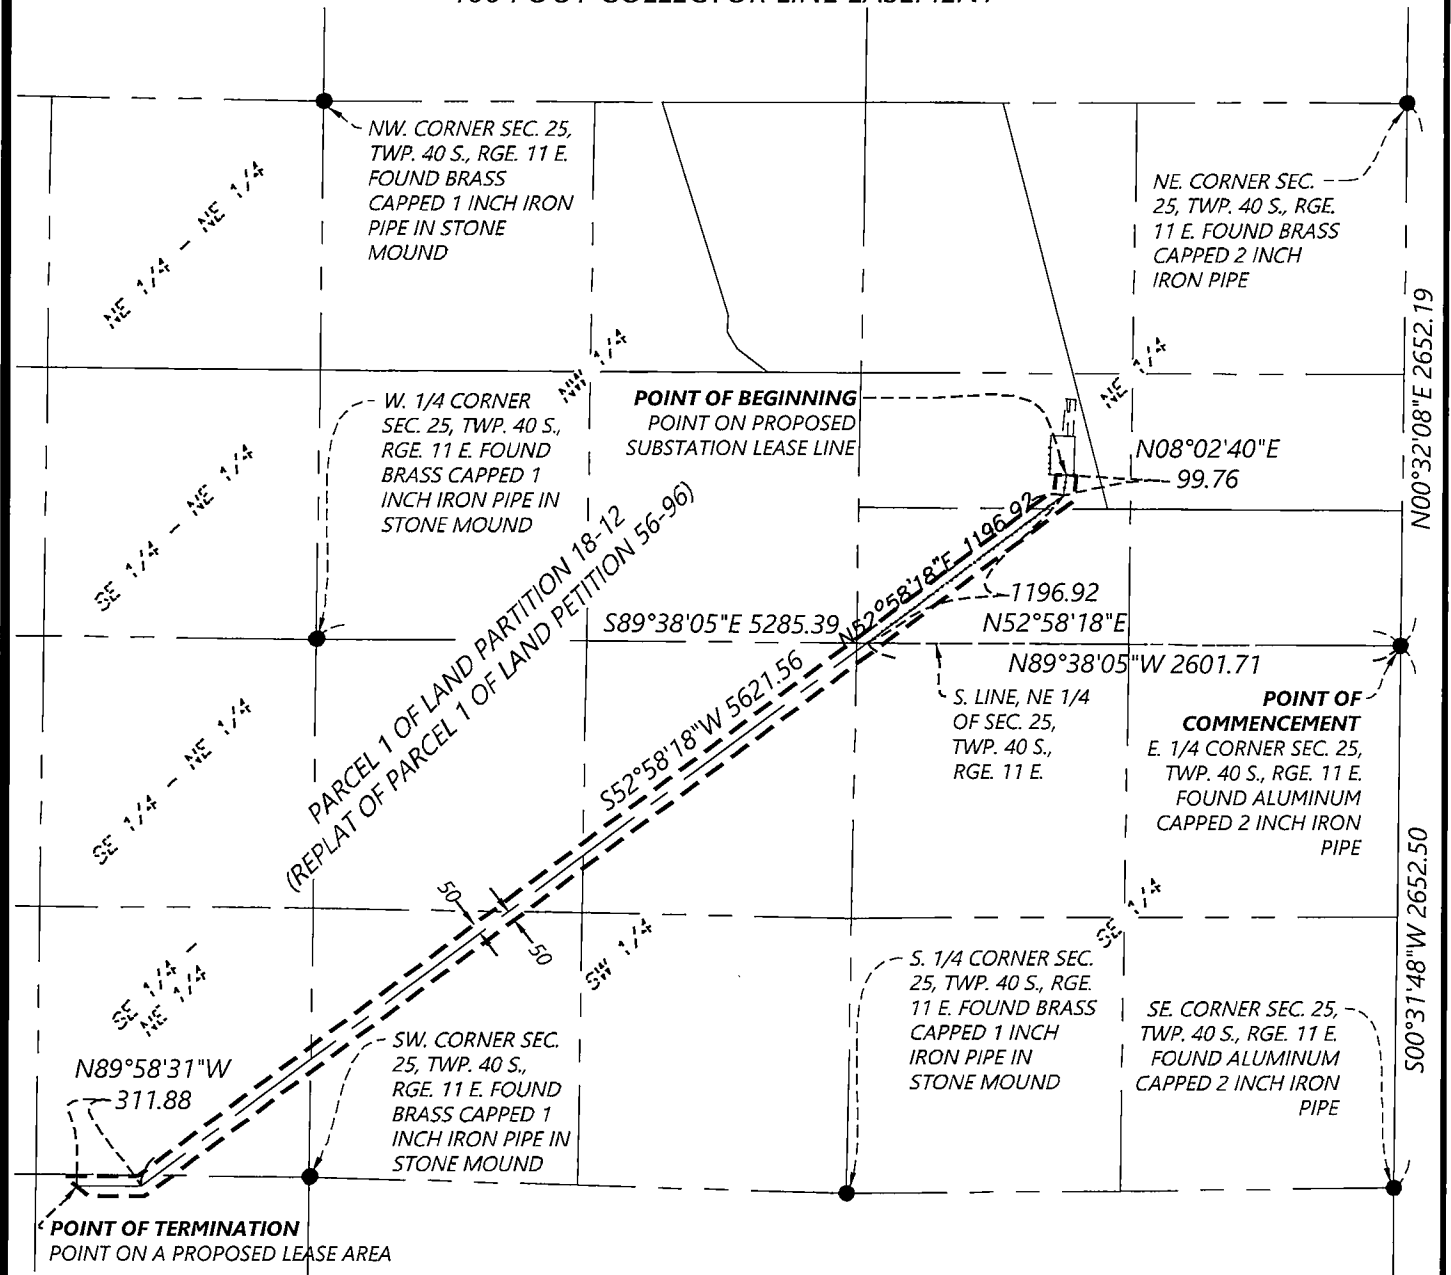 100 FOOT COLLECTOR LINE EASEMENT
NW. CORNER SEC. 25,
TWP. 40 S., RGE. 11 E.
FOUND BRASS
CAPPED 1 INCH IRON
PIPE IN STONE
MOUND
NE. CORNER SEC.
25, TWP. 40 S., RGE.
11 E. FOUND BRASS
CAPPED 2 INCH
IRON PIPE
NE 1/4 - NE 1/4
N00°32'08"E 2652.19
NW 1/4
NE 1/4
W. 1/4 CORNER
SEC. 25, TWP. 40 S.,
RGE. 11 E. FOUND
BRASS CAPPED 1
INCH IRON PIPE IN
STONE MOUND
POINT OF BEGINNING
POINT ON PROPOSED
SUBSTATION LEASE LINE
N08°02'40"E
99.76
SE 1/4 - NE 1/4
PARCEL 1 OF LAND PARTITION 18-12
(REPLAT OF PARCEL 1 OF LAND PETITION 56-96)
N52°58'18"E 1196.92
1196.92
N52°58'18"E
S89°38'05"E 5285.39
N89°38'05"W 2601.71
S. LINE, NE 1/4
OF SEC. 25,
TWP. 40 S.,
RGE. 11 E.
POINT OF
COMMENCEMENT
E. 1/4 CORNER SEC. 25,
TWP. 40 S., RGE. 11 E.
FOUND ALUMINUM
CAPPED 2 INCH IRON
PIPE
S52°58'18"W 5621.56
SE 1/4 - NE 1/4
50
50
SW 1/4
SE 1/4
S00°31'48"W 2652.50
SE 1/4 -
NE 1/4
S. 1/4 CORNER SEC.
25, TWP. 40 S., RGE.
11 E. FOUND BRASS
CAPPED 1 INCH
IRON PIPE IN
STONE MOUND
SE. CORNER SEC. 25,
TWP. 40 S., RGE. 11 E.
FOUND ALUMINUM
CAPPED 2 INCH IRON
PIPE
SW. CORNER SEC.
25, TWP. 40 S.,
RGE. 11 E. FOUND
BRASS CAPPED 1
INCH IRON PIPE IN
STONE MOUND
N89°58'31"W
311.88
POINT OF TERMINATION
POINT ON A PROPOSED LEASE AREA